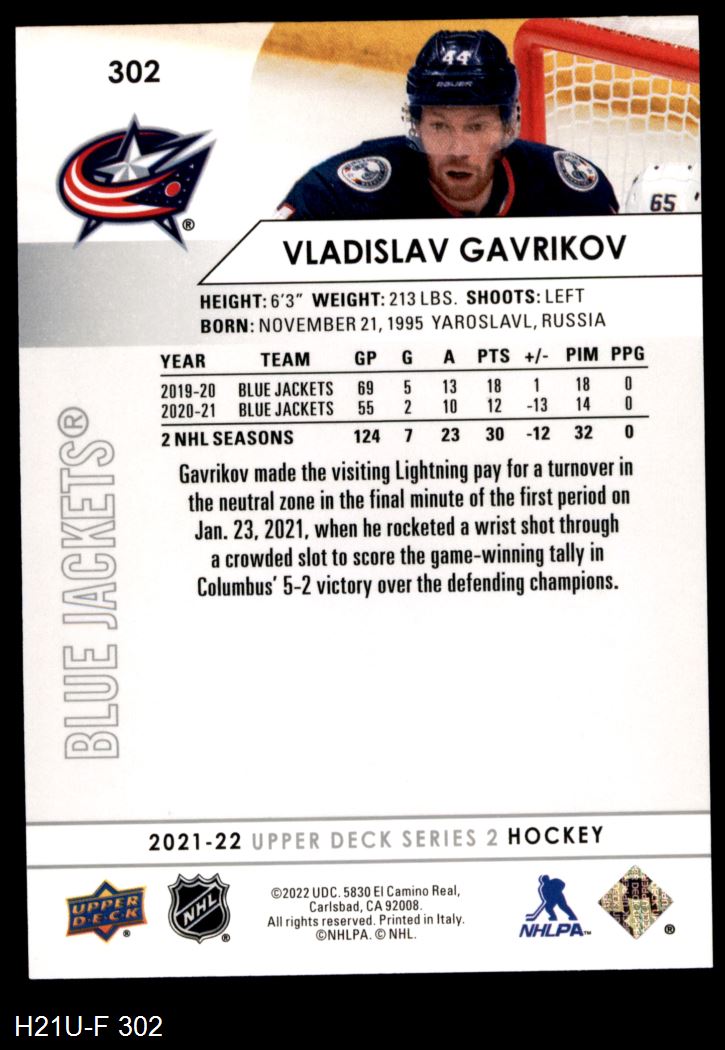 302
44
BAUER
65
®
VLADISLAV GAVRIKOV
HEIGHT: 6'3" WEIGHT: 213 LBS. SHOOTS: LEFT
BORN: NOVEMBER 21, 1995 YAROSLAVL, RUSSIA
YEAR TEAM GP G A PTS +/- PIM PPG
2019-20 BLUE JACKETS 69 5 13 18 1 18 0
2020-21 BLUE JACKETS 55 2 10 12 -13 14 0
2 NHL SEASONS 124 7 23 30 -12 32 0
Gavrikov made the visiting Lightning pay for a turnover in
the neutral zone in the final minute of the first period on
Jan. 23, 2021, when he rocketed a wrist shot through
a crowded slot to score the game-winning tally in
Columbus' 5-2 victory over the defending champions.
BLUE JACKETS®
2021-22 UPPER DECK SERIES 2 HOCKEY
UPPER
D·E·C·K
®
NHL
®
©2022 UDC. 5830 El Camino Real,
Carlsbad, CA 92008.
All rights reserved. Printed in Italy.
©NHLPA. © NHL.
NHLPA™
®
H21U-F 302